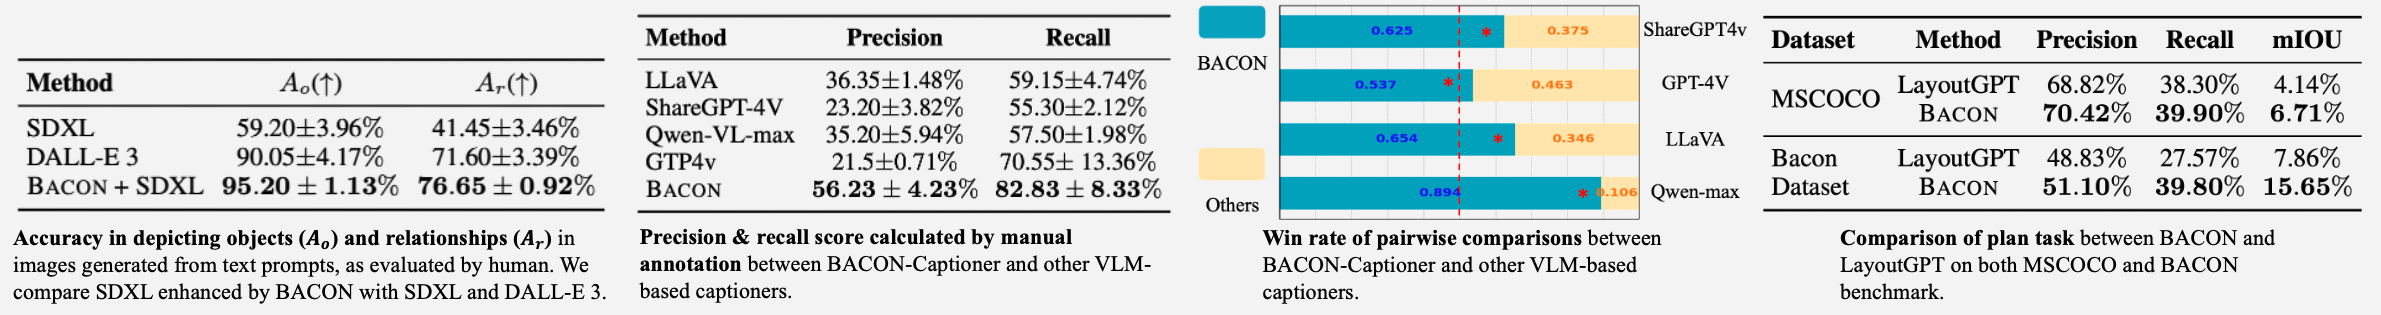 Method A_o(↑) A_r(↑)
SDXL 59.20±3.96% 41.45±3.46%
DALL-E 3 90.05±4.17% 71.60±3.39%
BACON + SDXL 95.20 ± 1.13% 76.65 ± 0.92%
Accuracy in depicting objects (A_o) and relationships (A_r) in
images generated from text prompts, as evaluated by human. We
compare SDXL enhanced by BACON with SDXL and DALL-E 3.
Method Precision Recall
LLaVA 36.35±1.48% 59.15±4.74%
ShareGPT-4V 23.20±3.82% 55.30±2.12%
Qwen-VL-max 35.20±5.94% 57.50±1.98%
GTP4v 21.5±0.71% 70.55± 13.36%
BACON 56.23 ± 4.23% 82.83 ± 8.33%
Precision & recall score calculated by manual
annotation between BACON-Captioner and other VLM-
based captioners.
BACON
Others
0.625 * 0.375 ShareGPT4v
0.537 * 0.463 GPT-4V
0.654 * 0.346 LLaVA
0.894 * 0.106 Qwen-max
Win rate of pairwise comparisons between
BACON-Captioner and other VLM-based
captioners.
Dataset Method Precision Recall mIOU
MSCOCO LayoutGPT 68.82% 38.30% 4.14%
BACON 70.42% 39.90% 6.71%
Bacon LayoutGPT 48.83% 27.57% 7.86%
Dataset BACON 51.10% 39.80% 15.65%
Comparison of plan task between BACON and
LayoutGPT on both MSCOCO and BACON
benchmark.